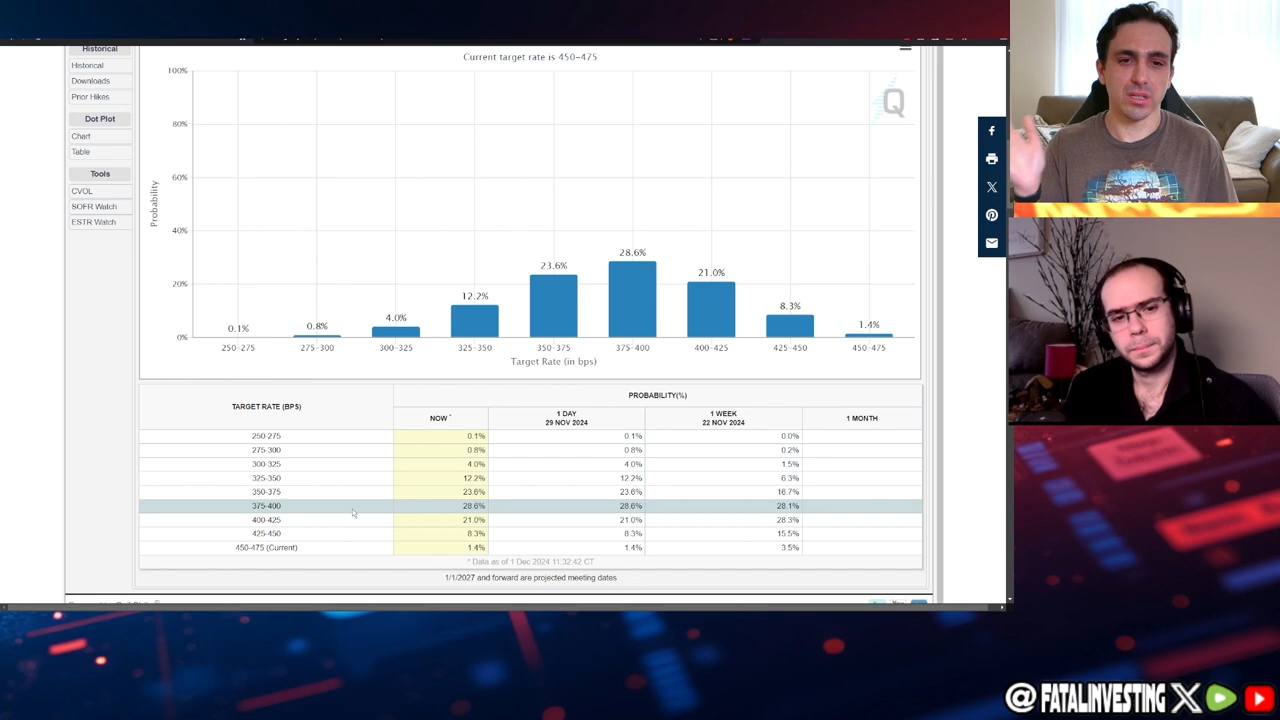 Historical
Historical
Downloads
Prior Hikes
Dot Plot
Chart
Table
Tools
CVOL
SOFR Watch
ESTR Watch
Current target rate is 450-475
Q
Probability
100%
80%
60%
40%
20%
0%
0.1%
0.8%
4.0%
12.2%
23.6%
28.6%
21.0%
8.3%
1.4%
250-275
275-300
300-325
325-350
350-375
375-400
400-425
425-450
450-475
Target Rate (in bps)
TARGET RATE (BPS)
PROBABILITY(%)
NOW *
1 DAY
29 NOV 2024
1 WEEK
22 NOV 2024
1 MONTH
250-275 0.1% 0.1% 0.0%
275-300 0.8% 0.8% 0.2%
300-325 4.0% 4.0% 1.5%
325-350 12.2% 12.2% 6.3%
350-375 23.6% 23.6% 16.7%
375-400 28.6% 28.6% 28.1%
400-425 21.0% 21.0% 28.3%
425-450 8.3% 8.3% 15.5%
450-475 (Current) 1.4% 1.4% 3.5%
* Data as of 1 Dec 2024 11:32:42 CT
1/1/2027 and forward are projected meeting dates
@FATALINVESTING